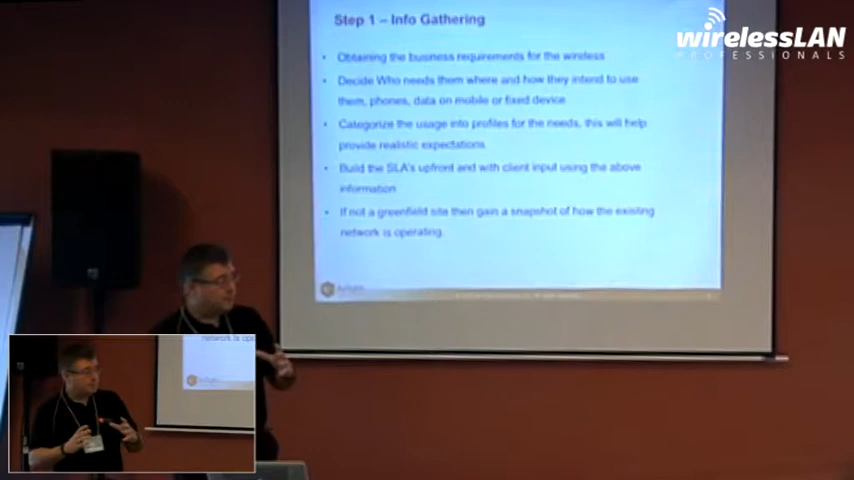 Step 1 – Info Gathering
wirelessLAN
PROFESSIONALS
• Obtaining the business requirements for the wireless
• Decide Who needs them where and how they intend to use
them, phones, data on mobile or fixed device
• Categorize the usage into profiles for the needs, this will help
provide realistic expectations
• Build the SLA's upfront and with client input using the above
information
• If not a greenfield site then gain a snapshot of how the existing
network is operating.
network is ope